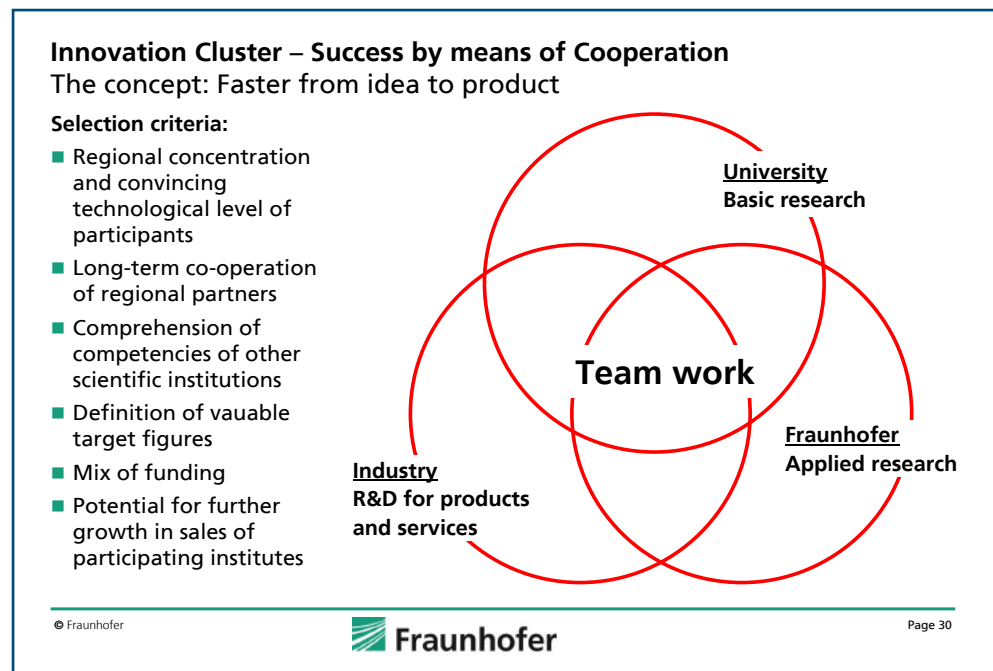 Innovation Cluster – Success by means of Cooperation
The concept: Faster from idea to product
Selection criteria:
Regional concentration
and convincing
technological level of
participants
Long-term co-operation
of regional partners
Comprehension of
competencies of other
scientific institutions
Definition of vauable
target figures
Mix of funding
Potential for further
growth in sales of
participating institutes
University
Basic research
Team work
Fraunhofer
Applied research
Industry
R&D for products
and services
© Fraunhofer
Fraunhofer
Page 30